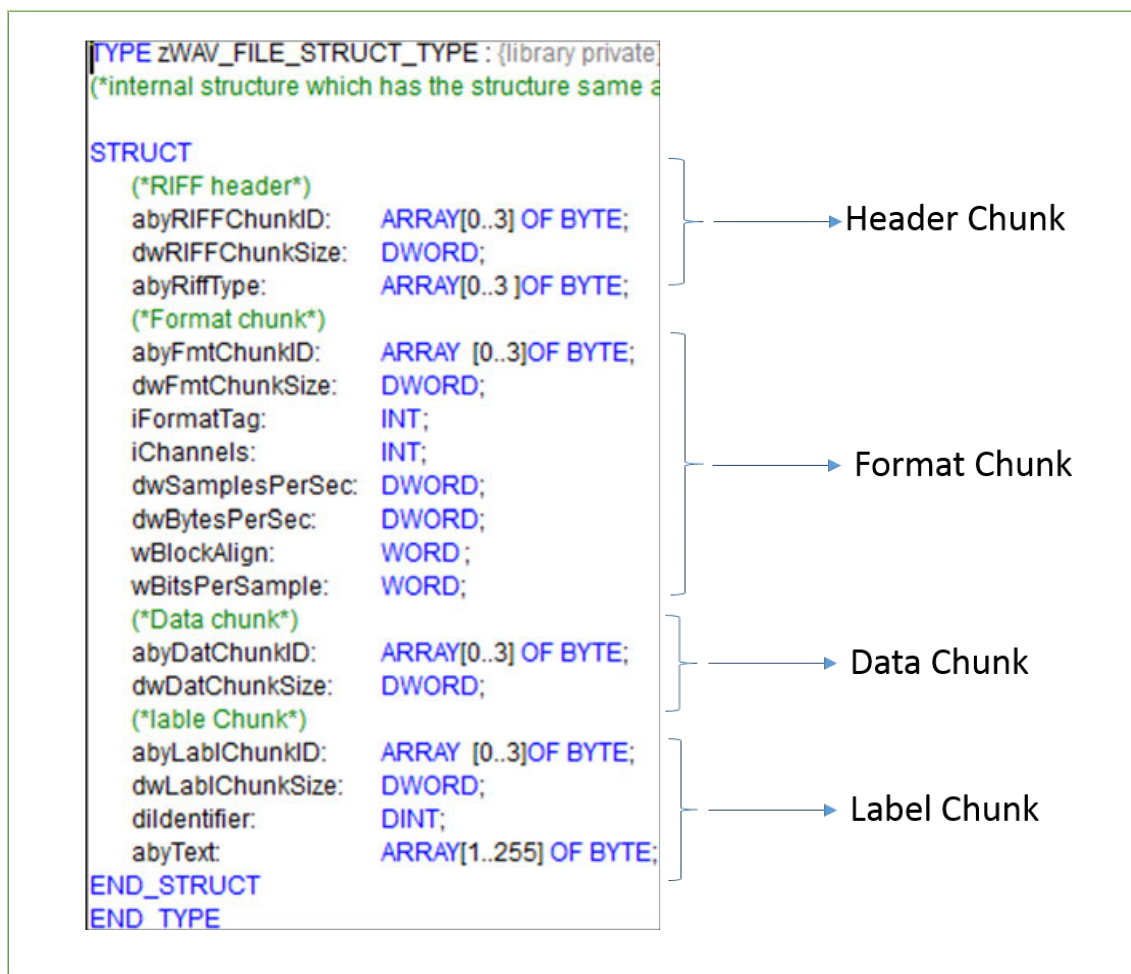 TYPE zWAV_FILE_STRUCT_TYPE : {library private}
(*internal structure which has the structure same a
STRUCT
(*RIFF header*)
abyRIFFChunkID: ARRAY[0..3] OF BYTE;
dwRIFFChunkSize: DWORD;
abyRiffType: ARRAY[0..3 ]OF BYTE;
Header Chunk
(*Format chunk*)
abyFmtChunkID: ARRAY [0..3]OF BYTE;
dwFmtChunkSize: DWORD;
iFormatTag: INT;
iChannels: INT;
dwSamplesPerSec: DWORD;
dwBytesPerSec: DWORD;
wBlockAlign: WORD ;
wBitsPerSample: WORD;
Format Chunk
(*Data chunk*)
abyDatChunkID: ARRAY[0..3] OF BYTE;
dwDatChunkSize: DWORD;
Data Chunk
(*lable Chunk*)
abyLablChunkID: ARRAY [0..3]OF BYTE;
dwLablChunkSize: DWORD;
diIdentifier: DINT;
abyText: ARRAY[1..255] OF BYTE;
Label Chunk
END_STRUCT
END_TYPE